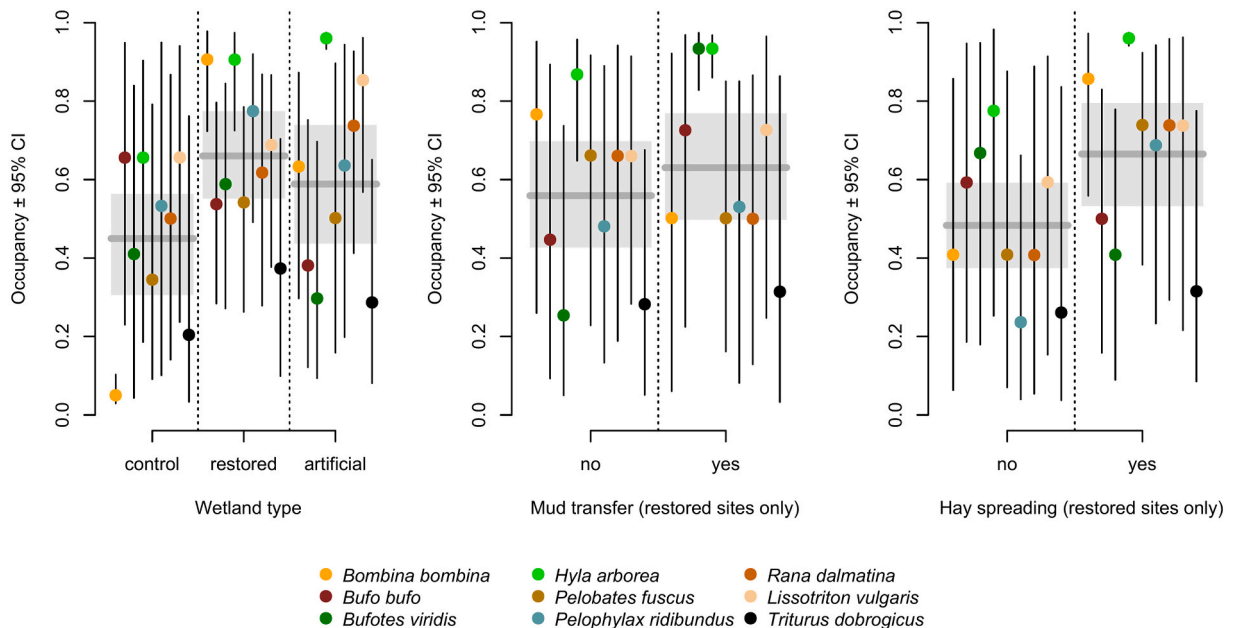 Occupancy ± 95% CI
1.0
0.8
0.6
0.4
0.2
0.0
control restored artificial
Wetland type
Occupancy ± 95% CI
1.0
0.8
0.6
0.4
0.2
0.0
no yes
Mud transfer (restored sites only)
Occupancy ± 95% CI
1.0
0.8
0.6
0.4
0.2
0.0
no yes
Hay spreading (restored sites only)
Bombina bombina
Bufo bufo
Bufotes viridis
Hyla arborea
Pelobates fuscus
Pelophylax ridibundus
Rana dalmatina
Lissotriton vulgaris
Triturus dobrogicus